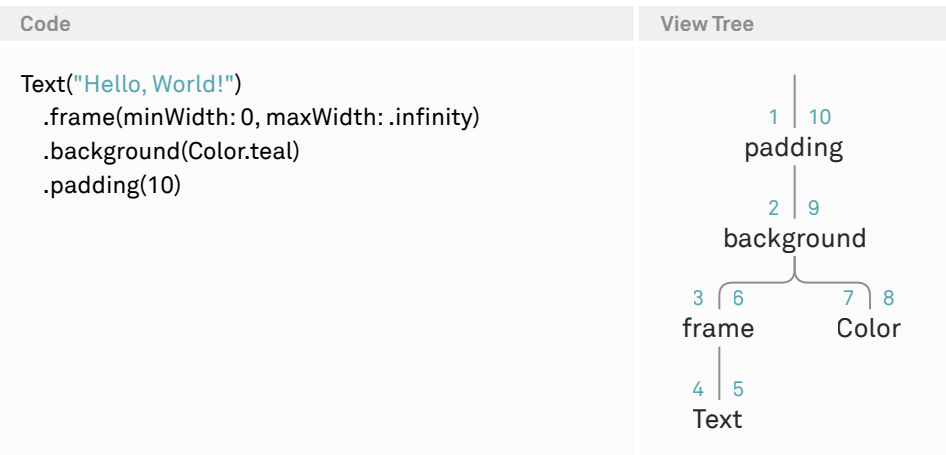 Code
View Tree
Text("Hello, World!")
.frame(minWidth: 0, maxWidth: .infinity)
.background(Color.teal)
.padding(10)
1 10
padding
2 9
background
3 6 7 8
frame Color
4 5
Text